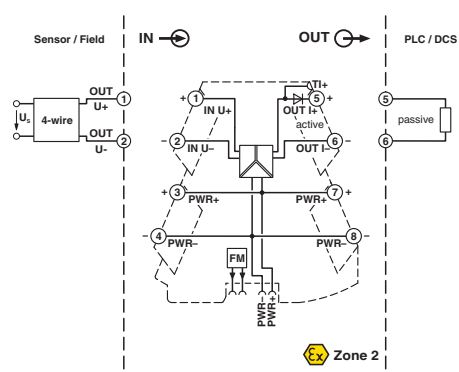 Sensor / Field
IN
OUT
PLC / DCS
TI+
OUT
1
+ 1
5 +
5
U+
IN U+
OUT I+
Us
4-wire
active
passive
OUT
2
- 2
6 -
6
U-
IN U-
OUT I-
+ 3
7 +
PWR+
PWR+
- 4
8 -
PWR-
PWR-
FM
PWR-
PWR+
Ex Zone 2